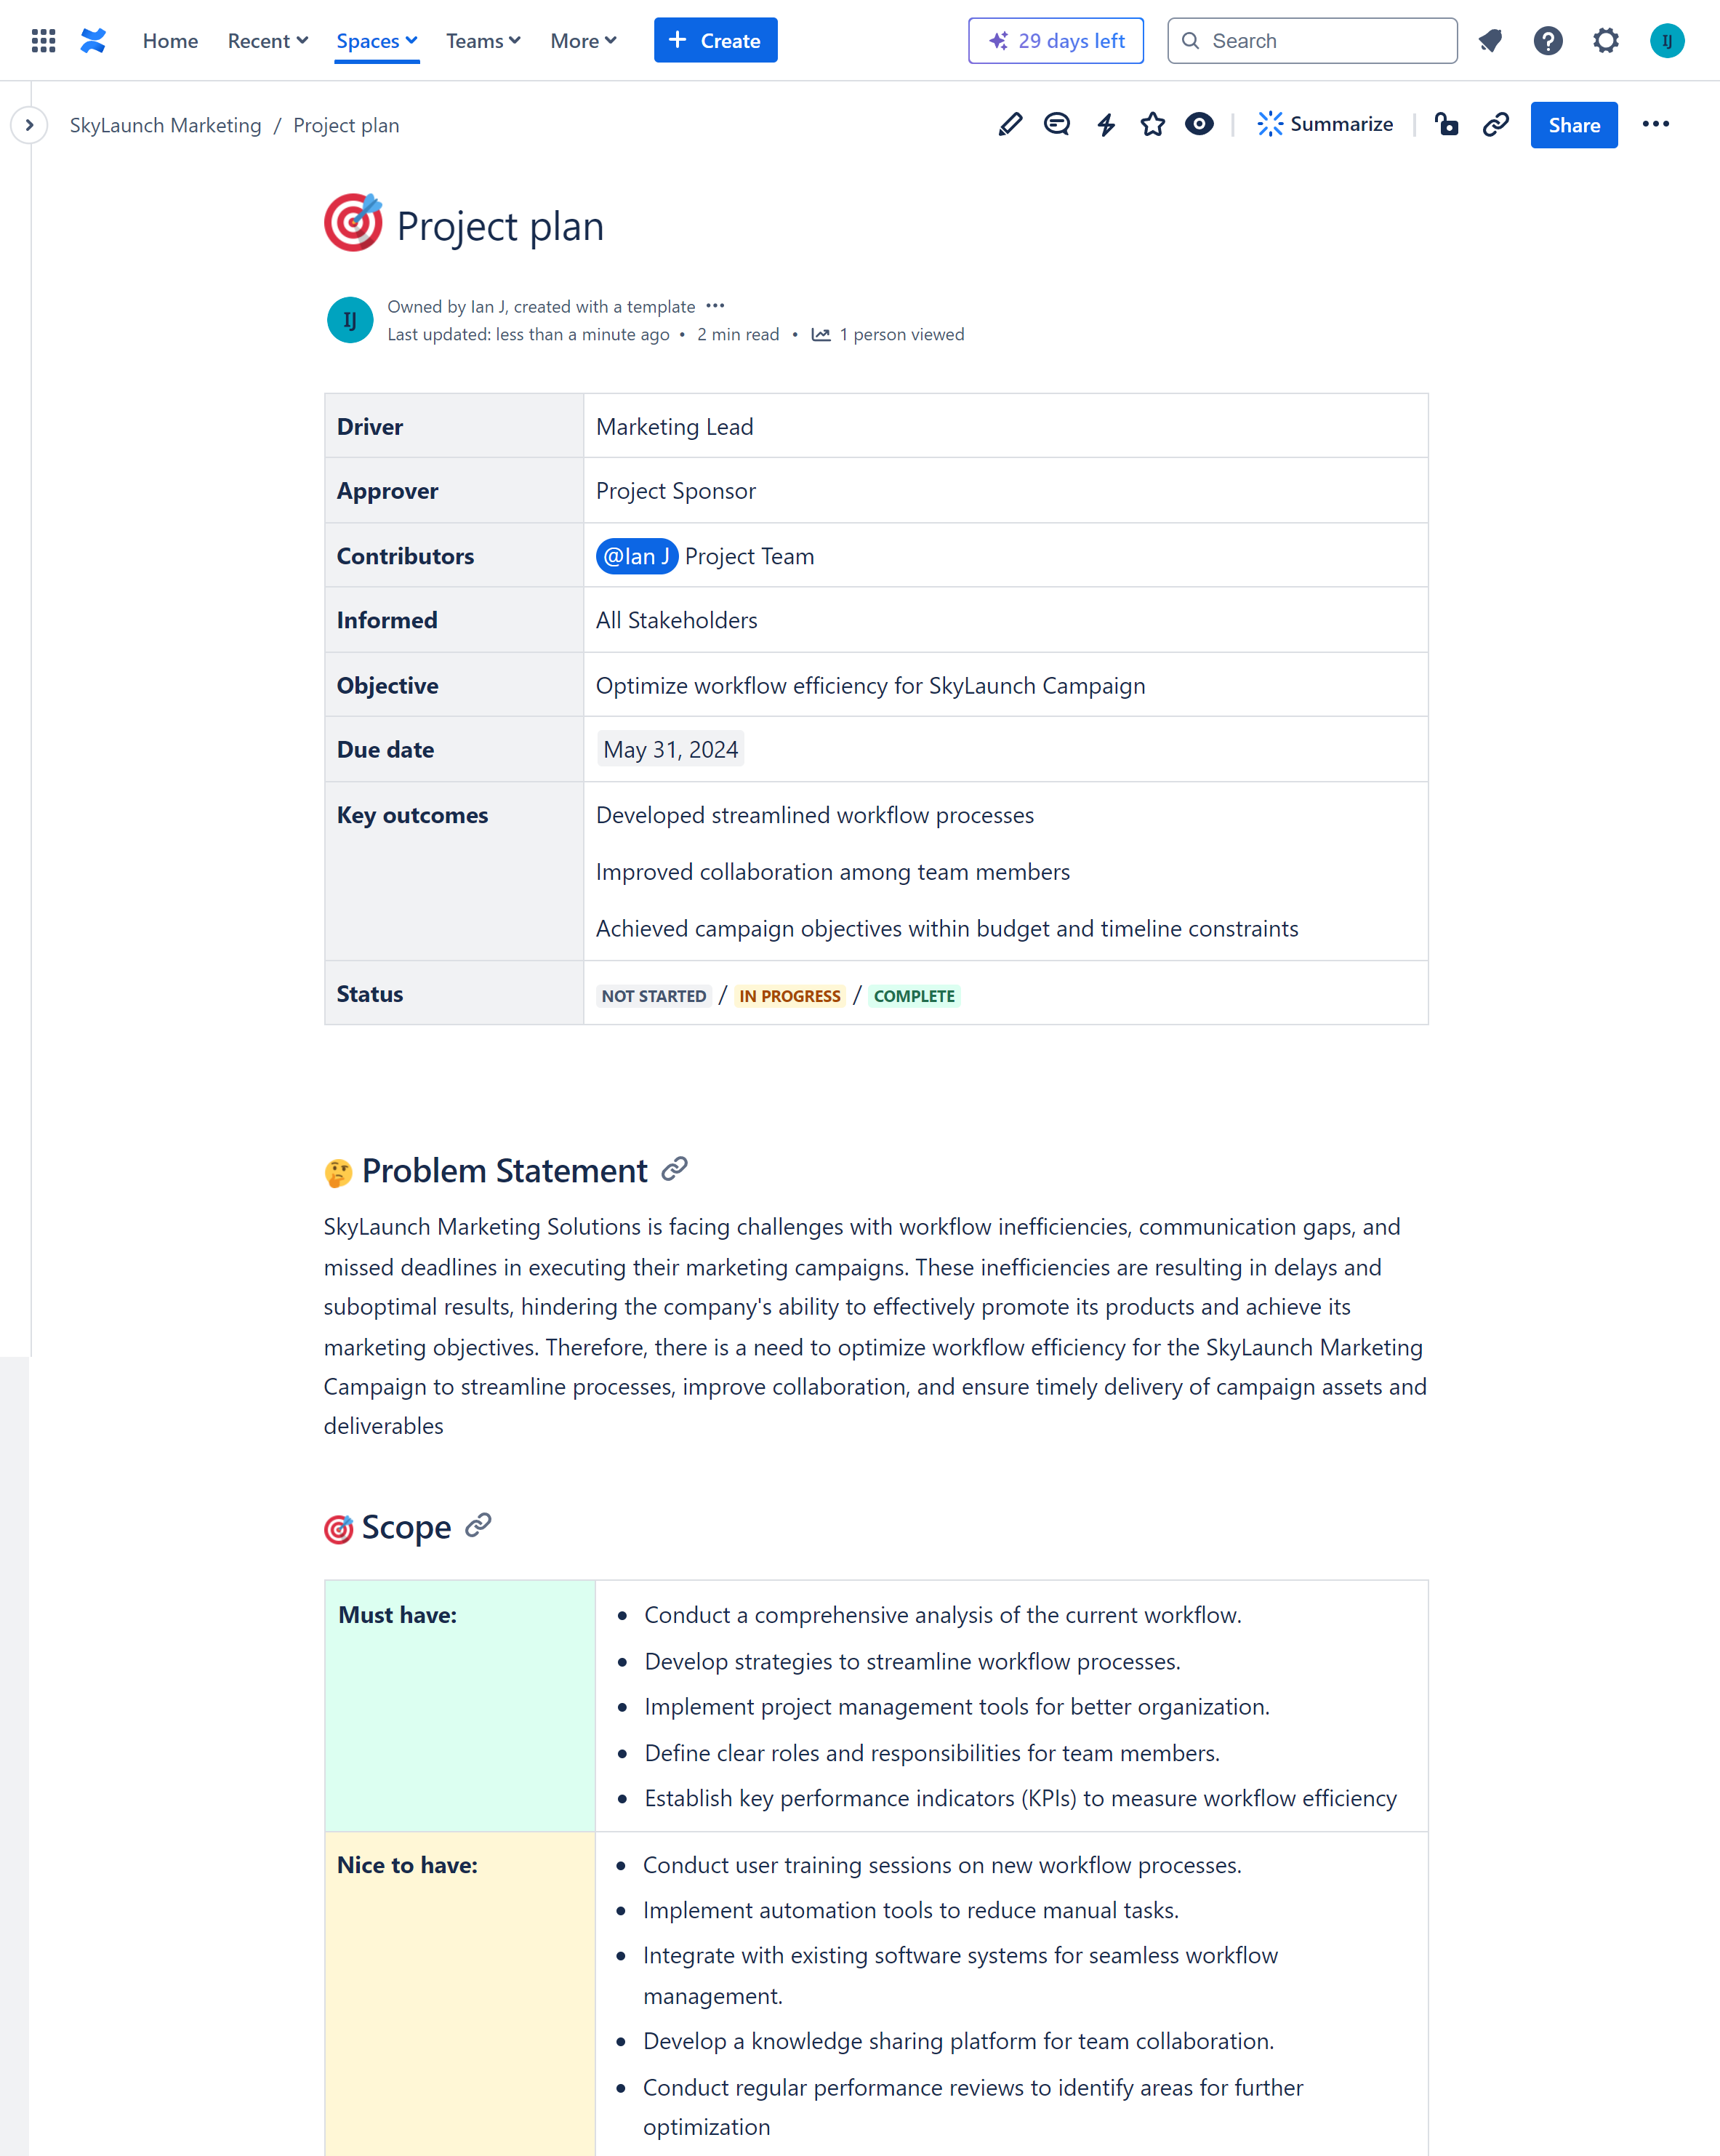 Home Recent Spaces Teams More + Create 29 days left Search IJ
SkyLaunch Marketing / Project plan Summarize Share
Project plan
IJ
Owned by Ian J, created with a template •••
Last updated: less than a minute ago • 2 min read • 1 person viewed
Driver Marketing Lead
Approver Project Sponsor
Contributors @Ian J Project Team
Informed All Stakeholders
Objective Optimize workflow efficiency for SkyLaunch Campaign
Due date May 31, 2024
Key outcomes Developed streamlined workflow processes
Improved collaboration among team members
Achieved campaign objectives within budget and timeline constraints
Status NOT STARTED / IN PROGRESS / COMPLETE
Problem Statement
SkyLaunch Marketing Solutions is facing challenges with workflow inefficiencies, communication gaps, and
missed deadlines in executing their marketing campaigns. These inefficiencies are resulting in delays and
suboptimal results, hindering the company's ability to effectively promote its products and achieve its
marketing objectives. Therefore, there is a need to optimize workflow efficiency for the SkyLaunch Marketing
Campaign to streamline processes, improve collaboration, and ensure timely delivery of campaign assets and
deliverables
Scope
Must have:
• Conduct a comprehensive analysis of the current workflow.
• Develop strategies to streamline workflow processes.
• Implement project management tools for better organization.
• Define clear roles and responsibilities for team members.
• Establish key performance indicators (KPIs) to measure workflow efficiency
Nice to have:
• Conduct user training sessions on new workflow processes.
• Implement automation tools to reduce manual tasks.
• Integrate with existing software systems for seamless workflow
management.
• Develop a knowledge sharing platform for team collaboration.
• Conduct regular performance reviews to identify areas for further
optimization